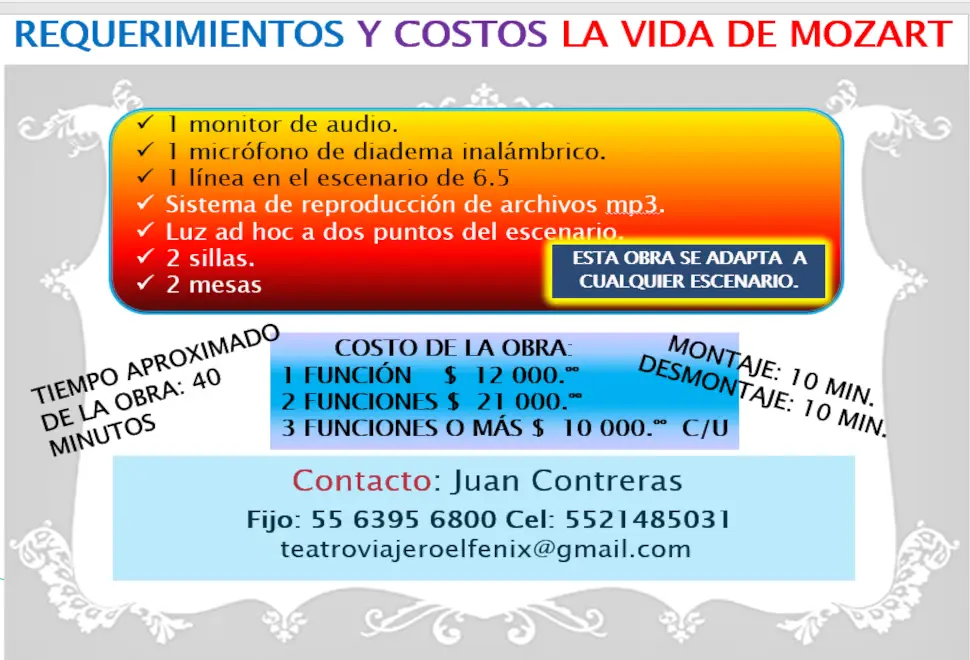 REQUERIMIENTOS Y COSTOS LA VIDA DE MOZART
✓ 1 monitor de audio.
✓ 1 micrófono de diadema inalámbrico.
✓ 1 línea en el escenario de 6.5
✓ Sistema de reproducción de archivos mp3.
✓ Luz ad hoc a dos puntos del escenario.
✓ 2 sillas.
✓ 2 mesas
ESTA OBRA SE ADAPTA A
CUALQUIER ESCENARIO.
TIEMPO APROXIMADO
DE LA OBRA: 40
MINUTOS
COSTO DE LA OBRA:
1 FUNCIÓN $ 12 000.°°
2 FUNCIONES $ 21 000.°°
3 FUNCIONES O MÁS $ 10 000.°° C/U
MONTAJE: 10 MIN.
DESMONTAJE: 10 MIN.
Contacto: Juan Contreras
Fijo: 55 6395 6800 Cel: 5521485031
teatroviajeroelfenix@gmail.com